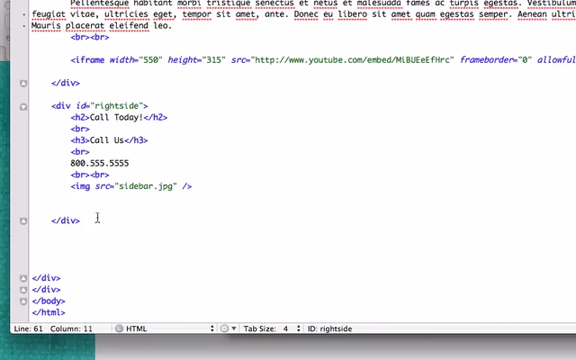 Pellentesque habitant morbi tristique senectus et netus et malesuada fames ac turpis egestas. Vestibulum
feugiat vitae, ultricies eget, tempor sit amet, ante. Donec eu libero sit amet quam egestas semper. Aenean ultri
Mauris placerat eleifend leo.
<br><br>
<iframe width="550" height="315" src="http://www.youtube.com/embed/MiBUEeEfHrc" frameborder="0" allowfu
</div>
<div id="rightside">
<h2>Call Today!</h2>
<br>
<h3>Call Us</h3>
<br>
800.555.5555
<br><br>
<img src="sidebar.jpg" />
</div>
</div>
</div>
</body>
</html>
Line: 61 Column: 11 HTML Tab Size: 4 ID: rightside